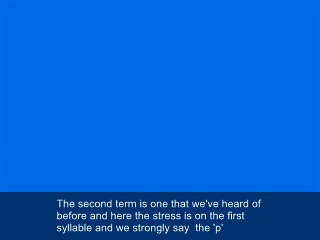 The second term is one that we've heard of
before and here the stress is on the first
syllable and we strongly say  the 'p'